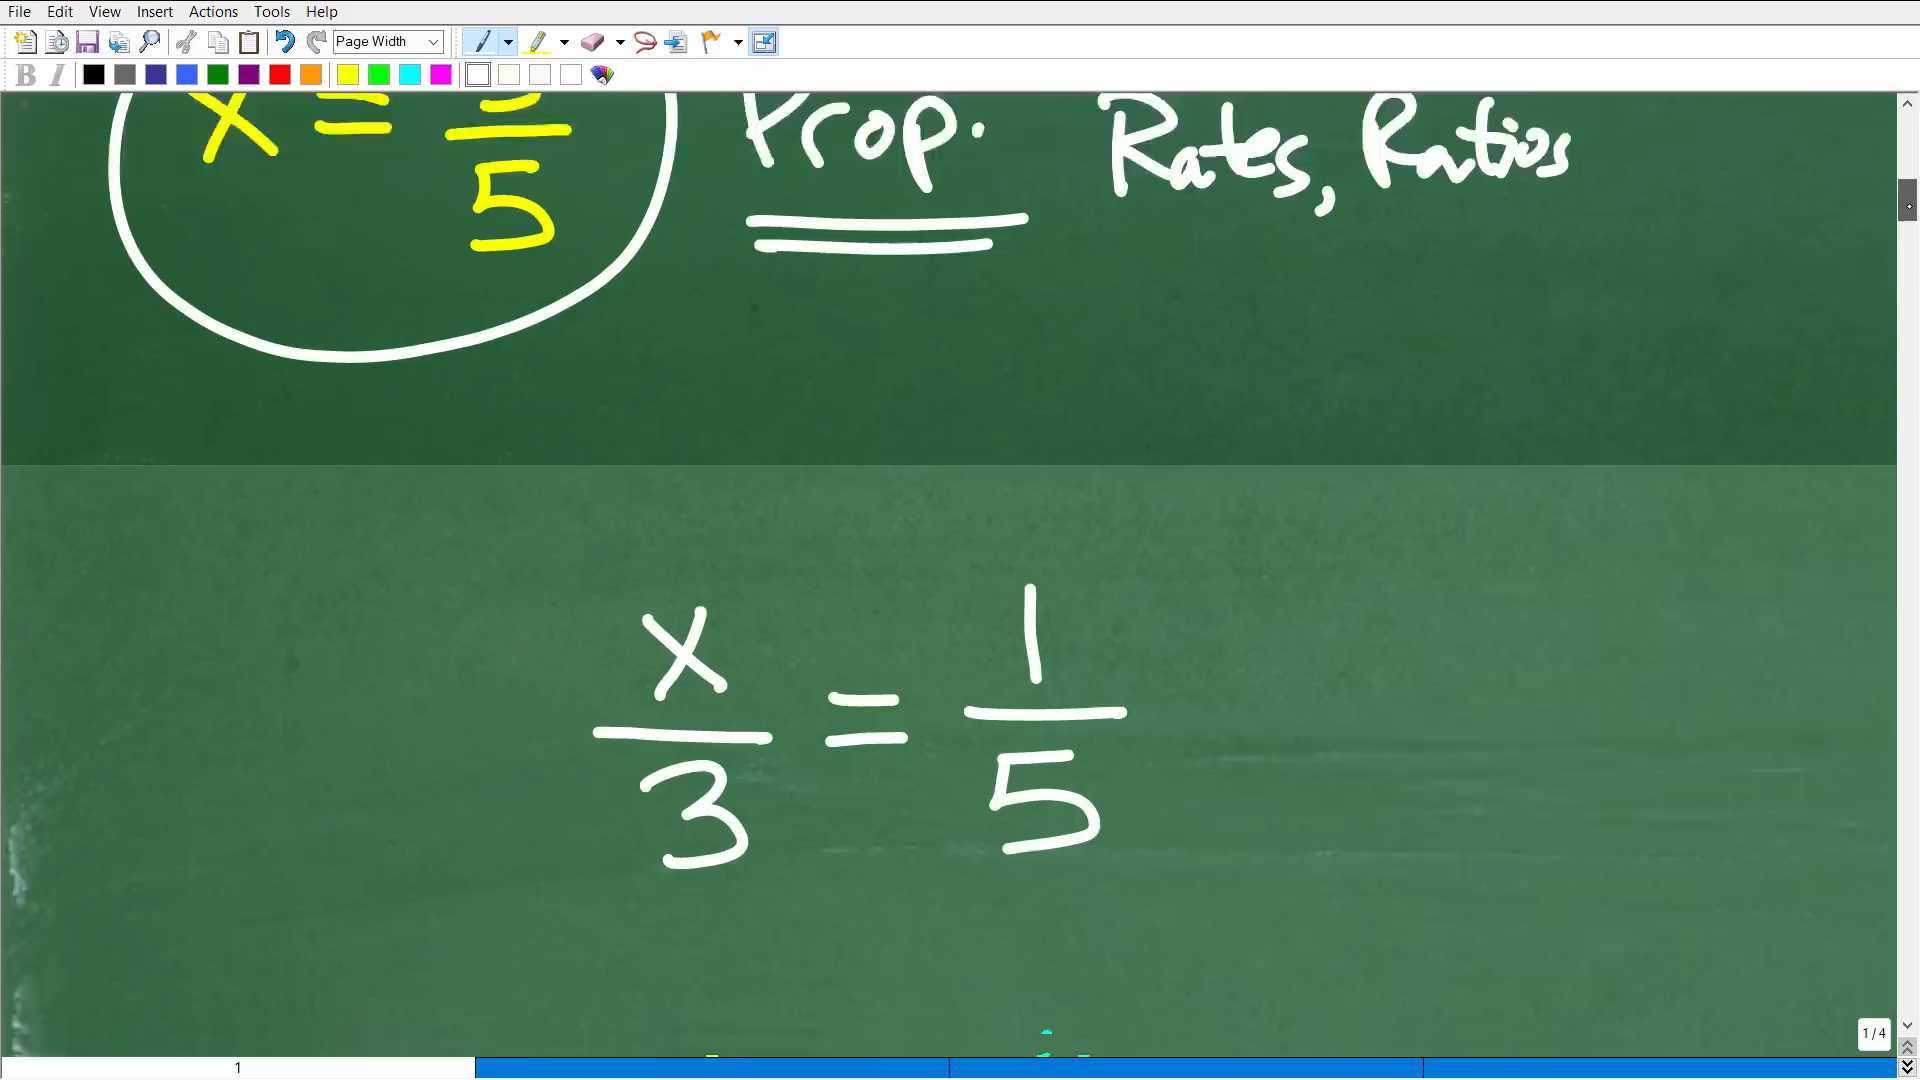 File Edit View Insert Actions Tools Help
Page Width
B I
x = 3/5 Prop. Rates, Ratios
x/3 = 1/5
1 / 4
1